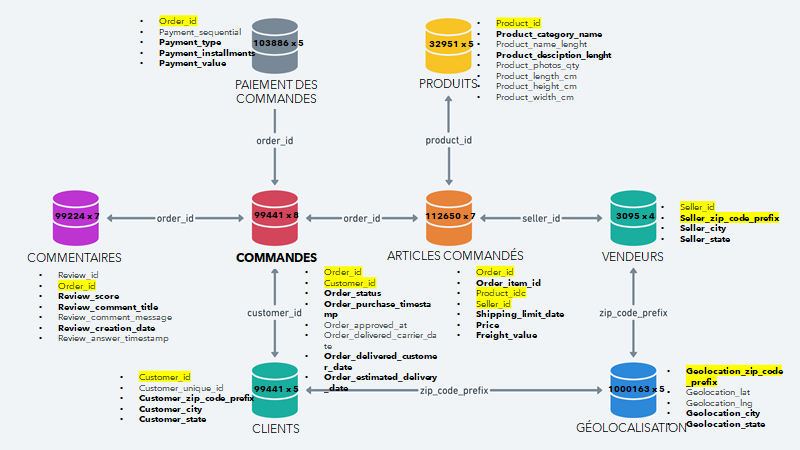 Order_id
Payment_sequential
Payment_type
Payment_installments
Payment_value
103886 x 5
PAIEMENT DES
COMMANDES
32951 x 5
PRODUITS
Product_id
Product_category_name
Product_name_lenght
Product_desciption_lenght
Product_photos_qty
Product_length_cm
Product_height_cm
Product_width_cm
order_id
product_id
99224 x 7
COMMENTAIRES
order_id
99441 x 8
COMMANDES
order_id
112650 x 7
ARTICLES COMMANDÉS
seller_id
3095 x 4
VENDEURS
Seller_id
Seller_zip_code_prefix
Seller_city
Seller_state
Review_id
Order_id
Review_score
Review_comment_title
Review_comment_message
Review_creation_date
Review_answer_timestamp
customer_id
Order_id
Customer_id
Order_status
Order_purchase_timesta
mp
Order_approved_at
Order_delivered_carrier_da
te
Order_delivered_custome
r_date
Order_estimated_delivery
_date
Order_id
Order_item_id
Product_idc
Seller_id
Shipping_limit_date
Price
Freight_value
zip_code_prefix
Customer_id
Customer_unique_id
Customer_zip_code_prefix
Customer_city
Customer_state
99441 x 5
CLIENTS
zip_code_prefix
1000163 x 5
GÉOLOCALISATION
Geolocation_zip_code
_prefix
Geolocation_lat
Geolocation_lng
Geolocation_city
Geolocation_state